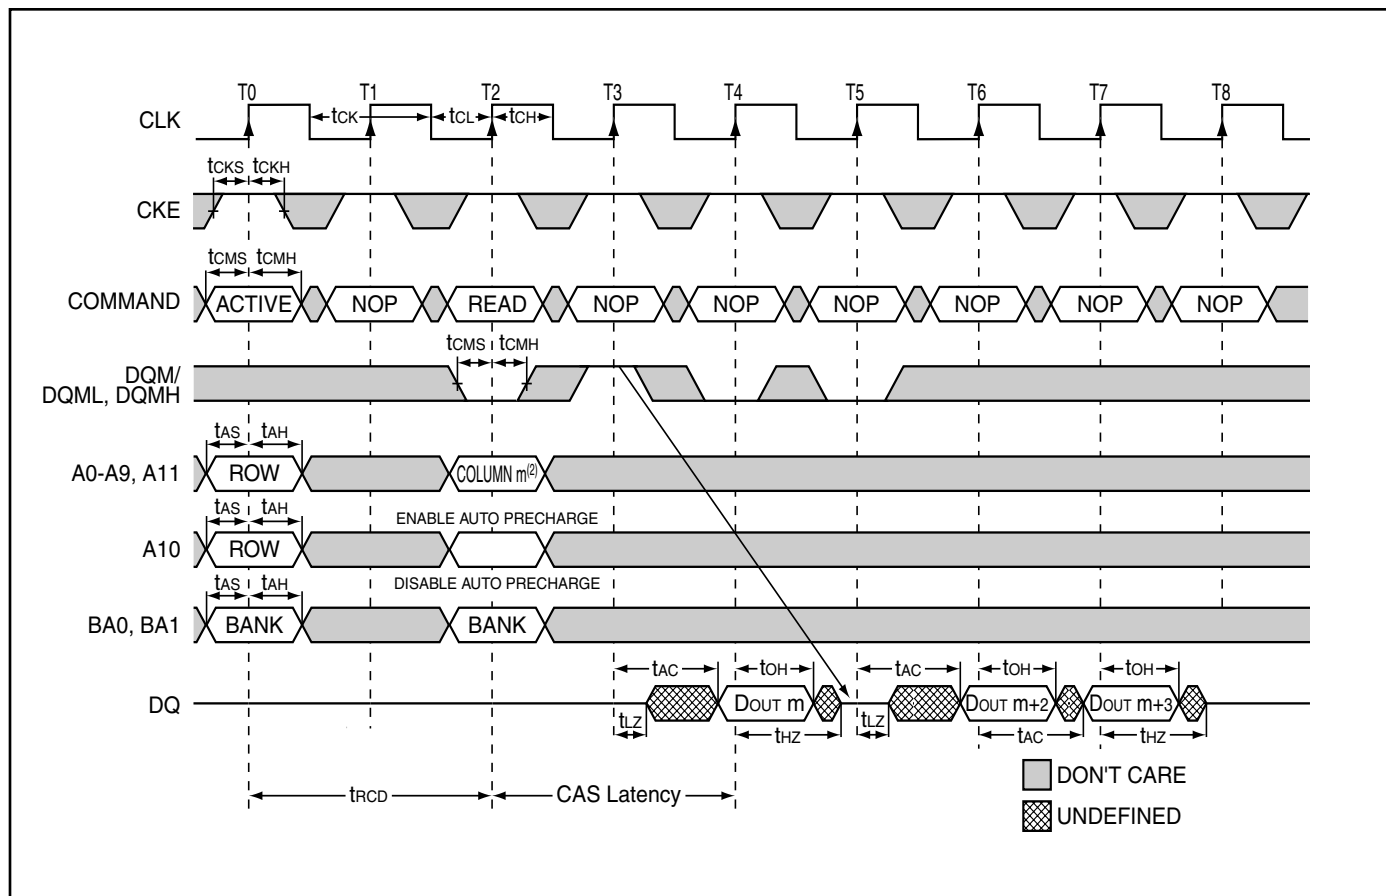 T0 T1 T2 T3 T4 T5 T6 T7 T8
CLK
tCK tCL tCH
tCKS tCKH
CKE
tCMS tCMH
COMMAND
ACTIVE NOP READ NOP NOP NOP NOP NOP NOP
tCMS tCMH
DQM/
DQML, DQMH
tAS tAH
A0-A9, A11
ROW COLUMN m(2)
tAS tAH
ENABLE AUTO PRECHARGE
A10
ROW
tAS tAH
DISABLE AUTO PRECHARGE
BA0, BA1
BANK BANK
tAC tOH tAC tOH tOH
DQ
DOUT m DOUT m+2 DOUT m+3
tLZ tHZ tLZ tAC tHZ
DON'T CARE
tRCD CAS Latency
UNDEFINED